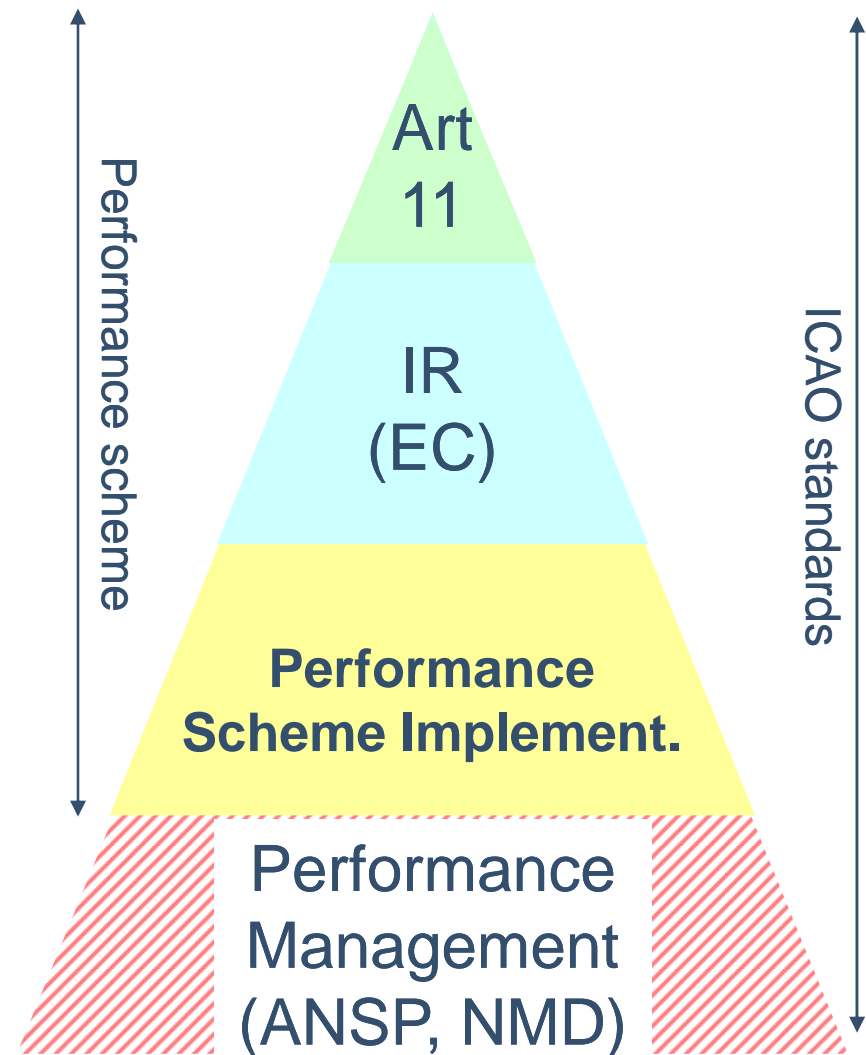 Art
11
Performance scheme
IR
(EC)
ICAO standards
Performance
Scheme Implement.
Performance
Management
(ANSP, NMD)